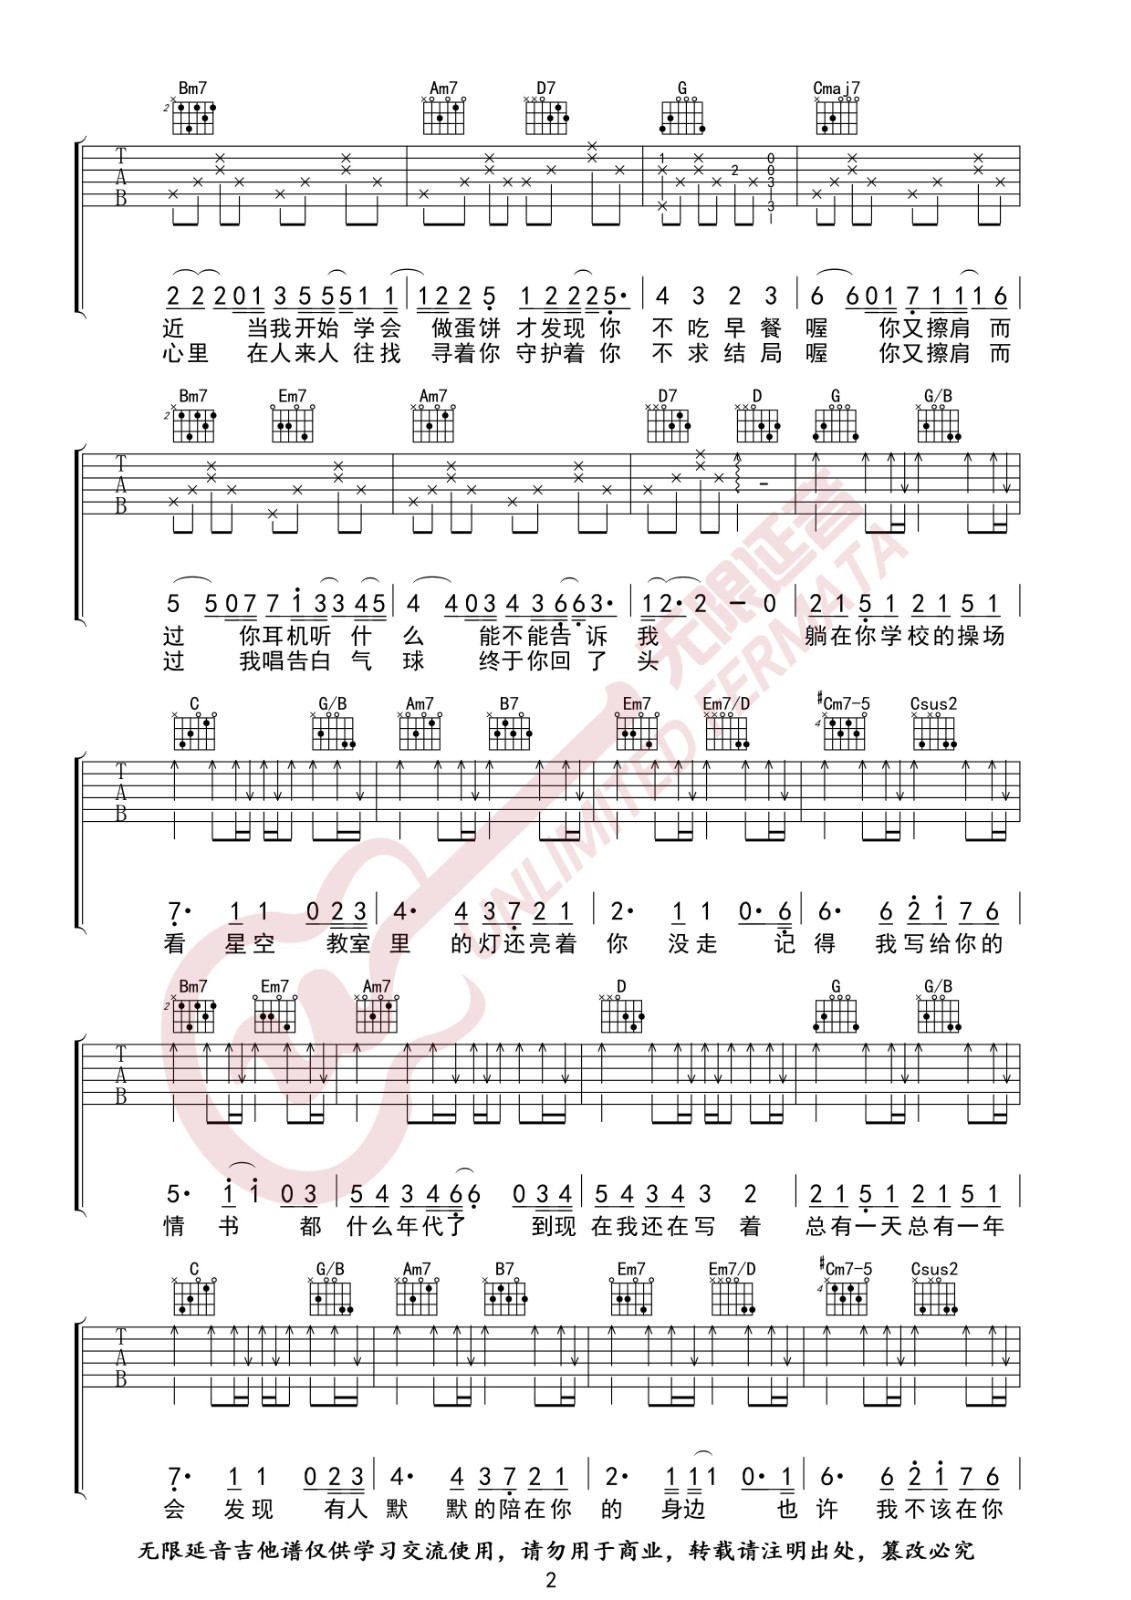 Bm7 Am7 D7 G Cmaj7
2 2 2 0 1 3 5 5 5 1 1 | 1 2 2 5 1 2 2 2 5· | 4 3 2 3 | 6 6 0 1 7 1 1 1 6 |
近 当我开始 学会 做蛋饼 才发现 你 不 吃 早 餐 喔 你又擦肩 而
心里 在人来人 往找 寻着你 守护着 你 不 求 结 局 喔 你又擦肩 而
Bm7 Em7 Am7 D7 D G G/B
5 5 0 7 7 1 3 3 4 5 | 4 4 0 3 4 3 6 6 3· | 1 2· 2 – 0 | 2 1 5 1 2 1 5 1 |
过 你耳机听 什 么 能不能告 诉 我 躺在你学校的操场
过 我唱告白 气 球 终于你回 了 头
C G/B Am7 B7 Em7 Em7/D #Cm7-5 Csus2
7· 1 1 0 2 3 | 4· 4 3 7 2 1 | 2· 1 1 0· 6 | 6· 6 2 1 7 6 |
看 星空 教室 里 的灯还亮着 你 没走 记 得 我写给你的
Bm7 Em7 Am7 D G G/B
5· 1 1 0 3 | 5 4 3 4 6 6 0 3 4 | 5 4 3 4 3 2 | 2 1 5 1 2 1 5 1 |
情 书 都 什么年代了 到现 在我还在写 着 总有一天总有一年
C G/B Am7 B7 Em7 Em7/D #Cm7-5 Csus2
7· 1 1 0 2 3 | 4· 4 3 7 2 1 | 2· 1 1 1 0· 1 | 6· 6 2 1 7 6 |
会 发现 有人 默 默的陪在你 的 身边 也 许 我不该在你
无限延音吉他谱仅供学习交流使用，请勿用于商业，转载请注明出处，篡改必究
2
无限延音
UNLIMITED FERMATA